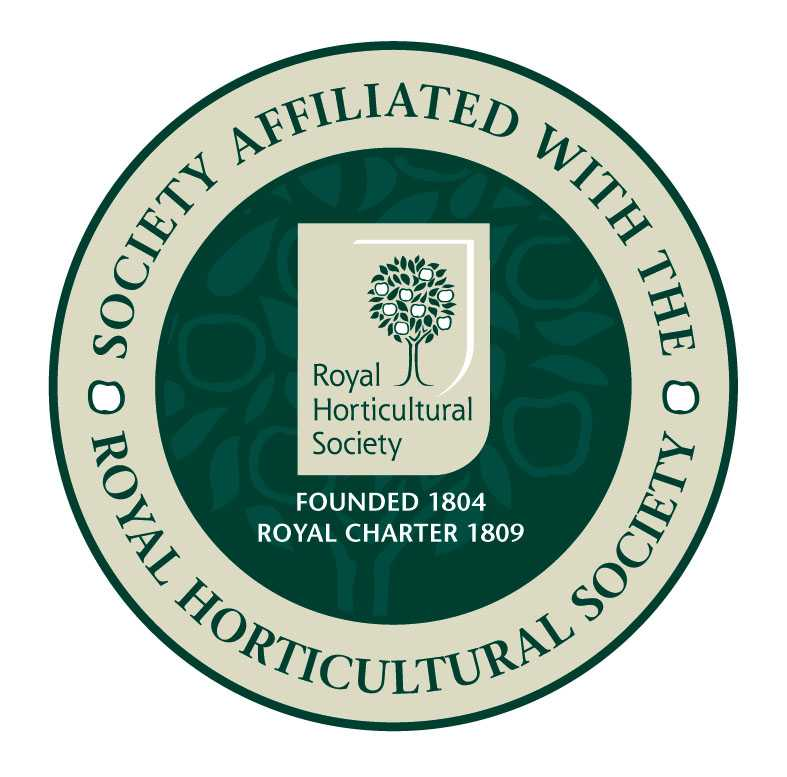 SOCIETY AFFILIATED WITH THE
Royal
Horticultural
Society
FOUNDED 1804
ROYAL CHARTER 1809
ROYAL HORTICULTURAL SOCIETY